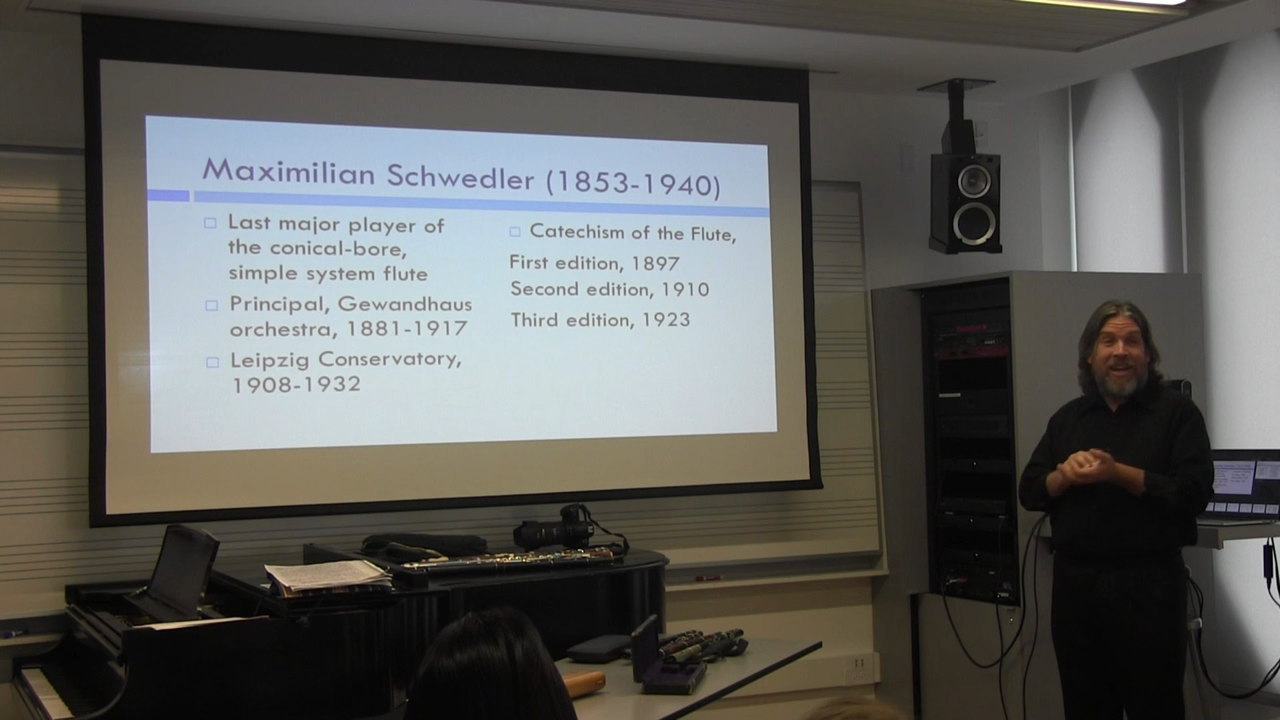 Maximilian Schwedler (1853-1940)
Last major player of
the conical-bore,
simple system flute
Principal, Gewandhaus
orchestra, 1881-1917
Leipzig Conservatory,
1908-1932
Catechism of the Flute,
First edition, 1897
Second edition, 1910
Third edition, 1923